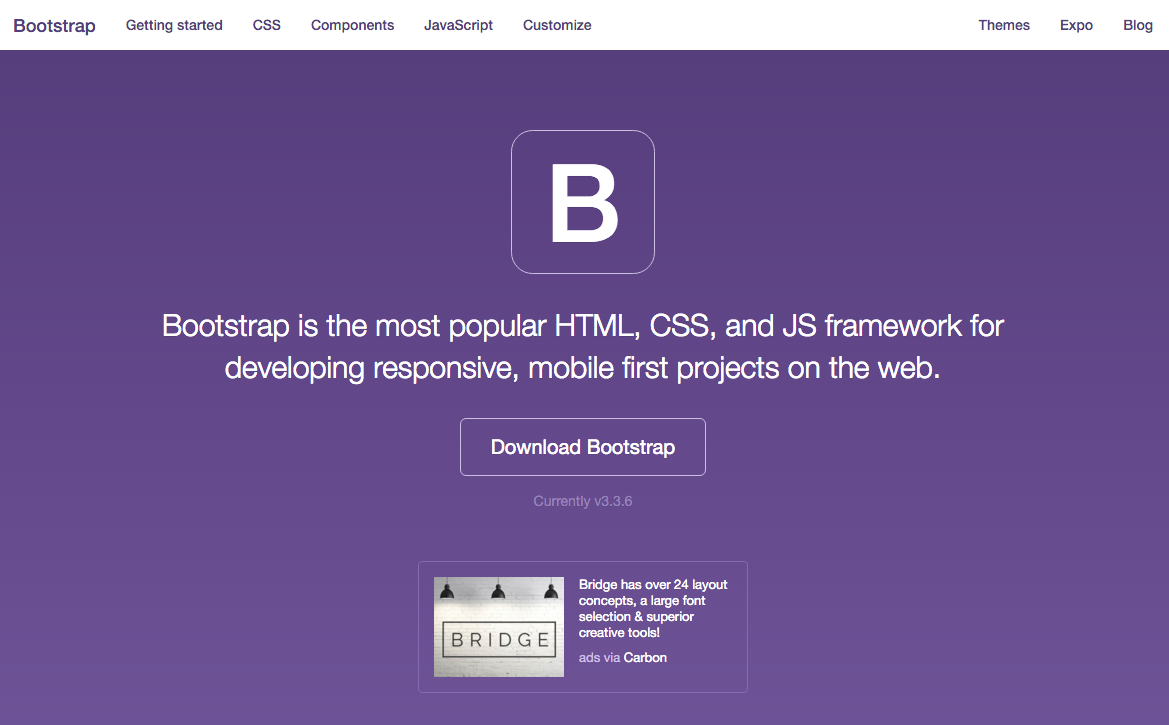 Bootstrap Getting started CSS Components JavaScript Customize Themes Expo Blog
B
Bootstrap is the most popular HTML, CSS, and JS framework for
developing responsive, mobile first projects on the web.
Download Bootstrap
Currently v3.3.6
BRIDGE
Bridge has over 24 layout
concepts, a large font
selection & superior
creative tools!
ads via Carbon